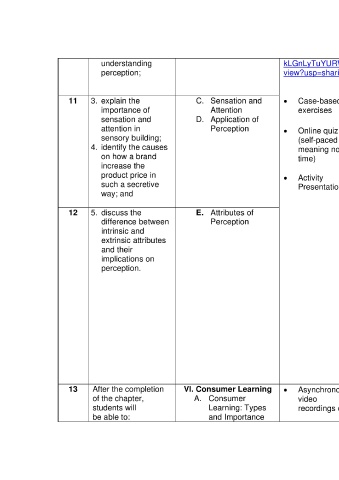 understanding
perception;
kLGnLyTuYURV
view?usp=shari
11
3. explain the
importance of
sensation and
attention in
sensory building;
4. identify the causes
on how a brand
increase the
product price in
such a secretive
way; and
C. Sensation and
Attention
D. Application of
Perception
• Case-based
exercises
• Online quiz
(self-paced
meaning no
time)
• Activity
Presentatio
12
5. discuss the
difference between
intrinsic and
extrinsic attributes
and their
implications on
perception.
E. Attributes of
Perception
13
After the completion
of the chapter,
students will
be able to:
VI. Consumer Learning
A. Consumer
Learning: Types
and Importance
• Asynchrono
video
recordings